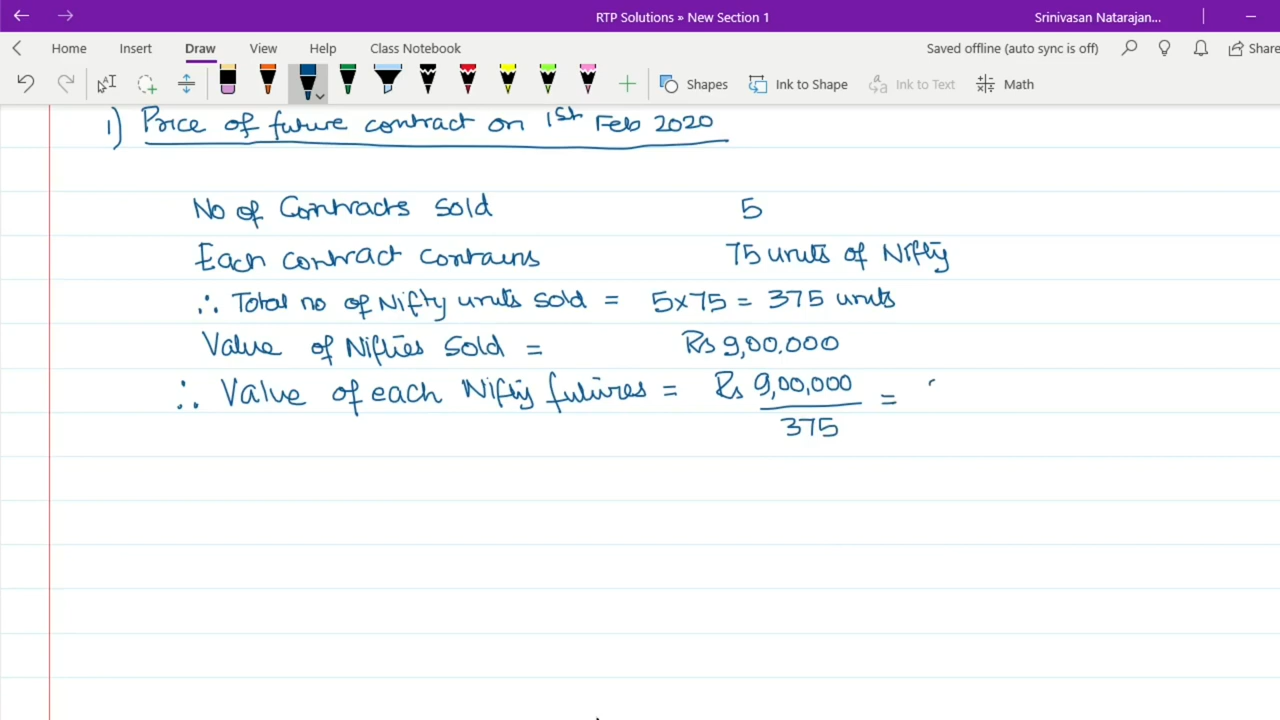 RTP Solutions » New Section 1
Srinivasan Natarajan...
Home Insert Draw View Help Class Notebook
Saved offline (auto sync is off)
Share
Shapes Ink to Shape Ink to Text Math
1) Price of future contract on 1st Feb 2020
No of Contracts sold 5
Each contract contains 75 units of Nifty
∴ Total no of Nifty units sold = 5×75 = 375 units
Value of Nifties sold = Rs 9,00,000
∴ Value of each Nifty futures = Rs 9,00,000 =
375